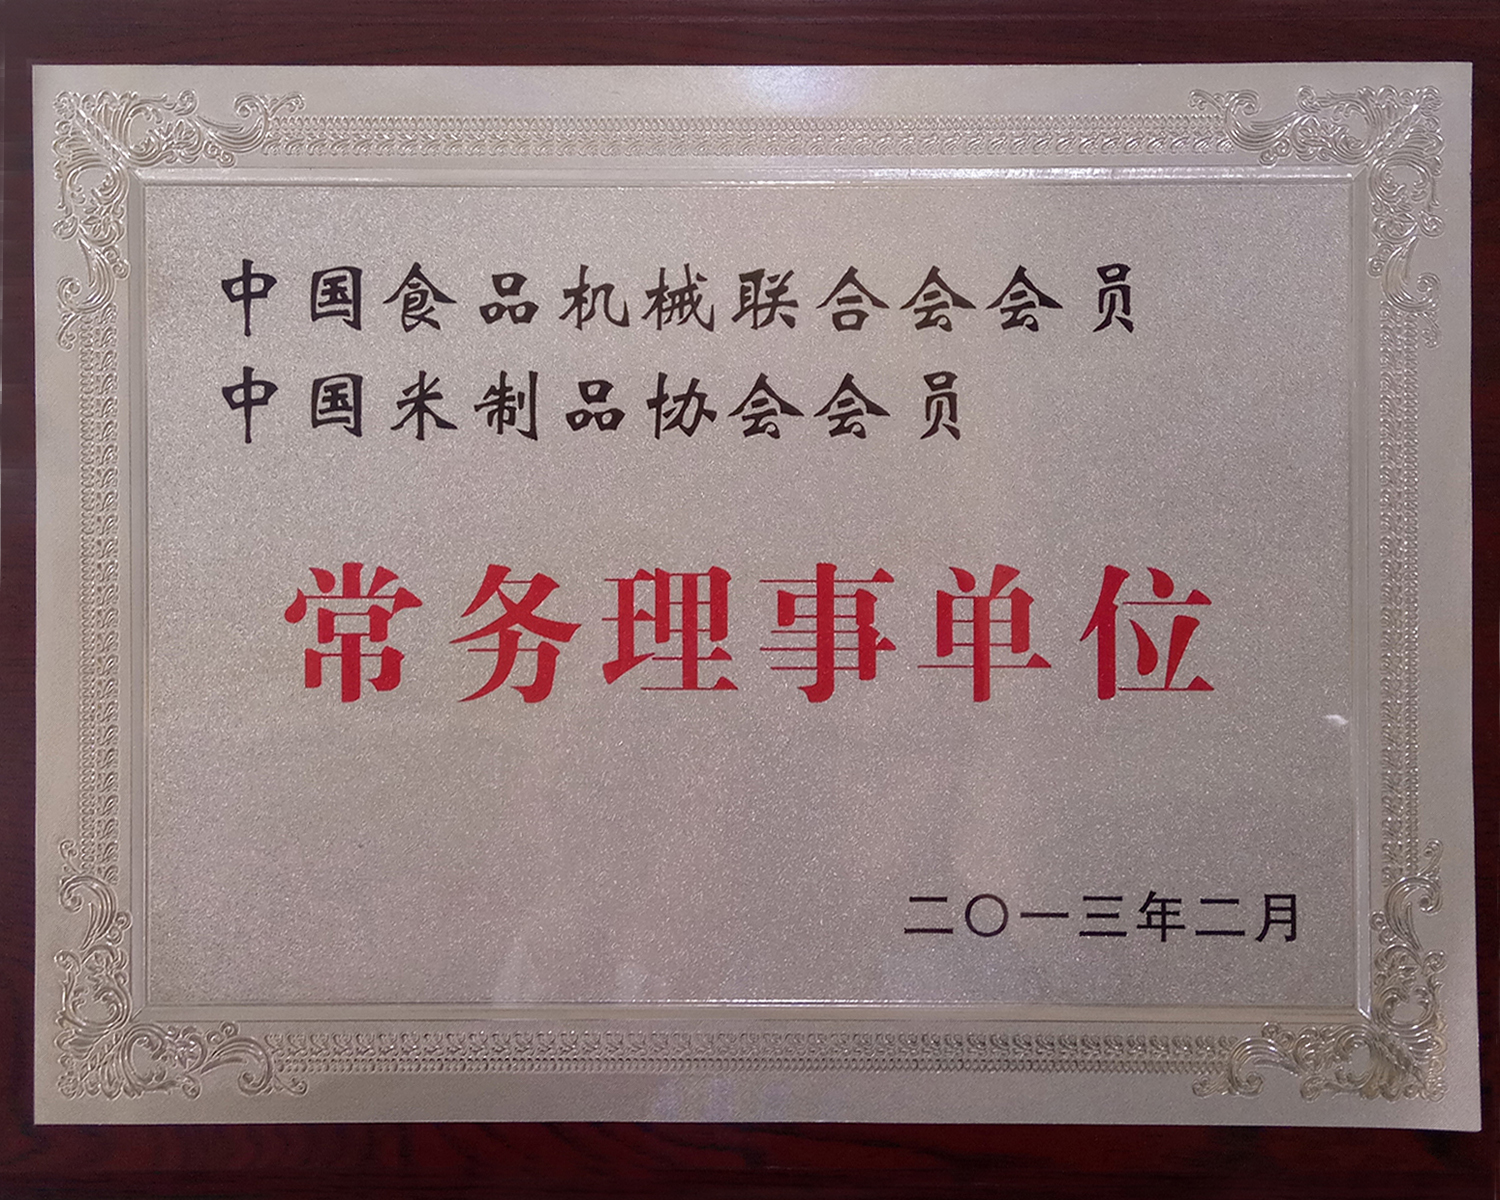 中国食品机械联合会会员
中国米制品协会会员
常务理事单位
二〇一三年二月